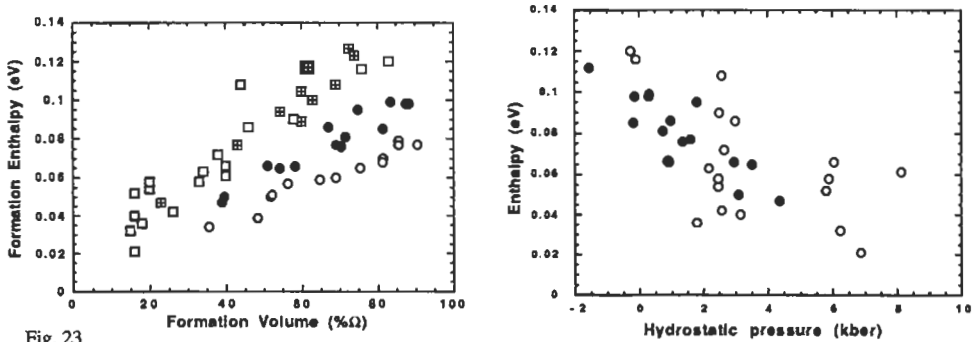 0.14
0.12
0.1
0.08
0.06
0.04
0.02
0
Formation Enthalpy (eV)
0 20 40 60 80 100
Formation Volume (%Ω)
Fig. 23
0.14
0.12
0.1
0.08
0.06
0.04
0.02
0
Enthalpy (eV)
-2 0 2 4 6 8 10
Hydrostatic pressure (kber)